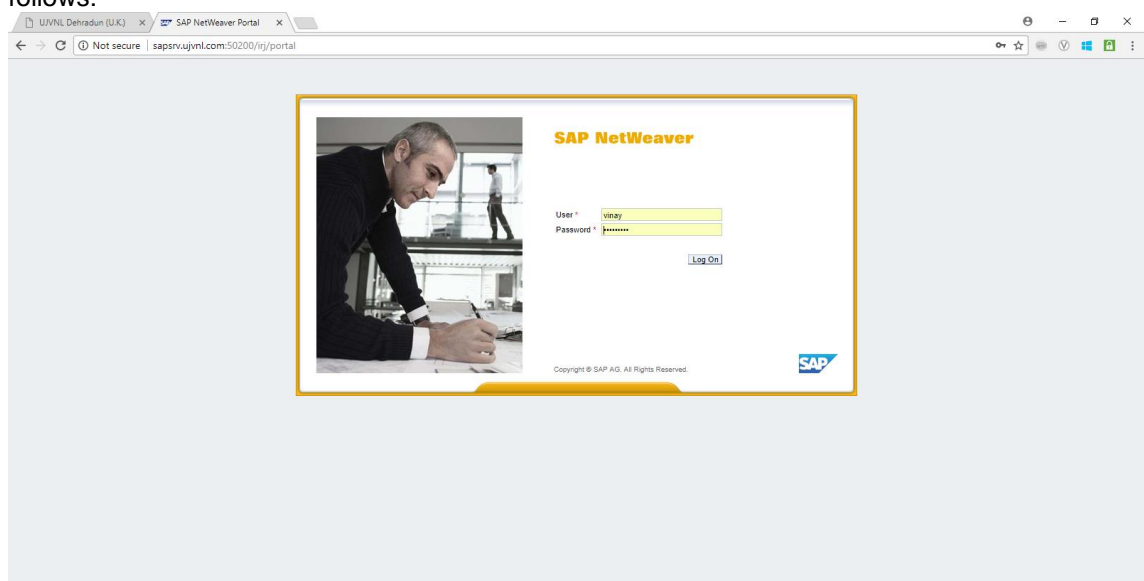 follows:
UJVNL Dehradun (U.K.) SAP NetWeaver Portal
Not secure | sapsrv.ujvnl.com:50200/irj/portal
SAP NetWeaver
User * vinay
Password * •••••••••
Log On
Copyright © SAP AG. All Rights Reserved.
SAP